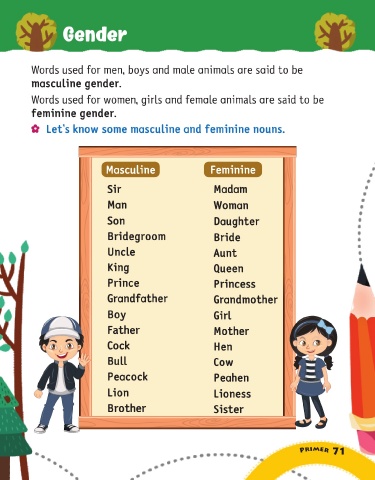 Gender
Words used for men, boys and male animals are said to be
masculine gender.
Words used for women, girls and female animals are said to be
feminine gender.
Let's know some masculine and feminine nouns.
Masculine Feminine
Sir Madam
Man Woman
Son Daughter
Bridegroom Bride
Uncle Aunt
King Queen
Prince Princess
Grandfather Grandmother
Boy Girl
Father Mother
Cock Hen
Bull Cow
Peacock Peahen
Lion Lioness
Brother Sister
PRIMER 71